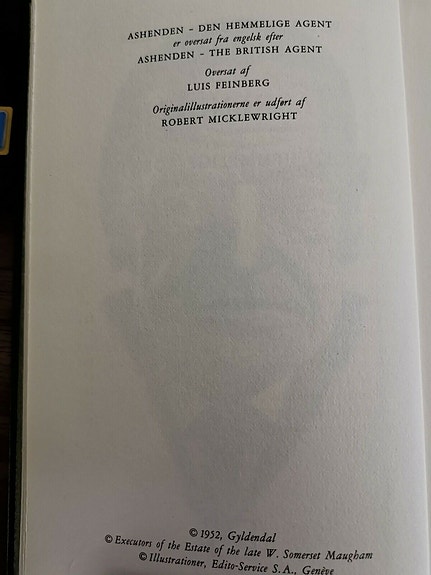 ASHENDEN - DEN HEMMELIGE AGENT
er oversat fra engelsk efter
ASHENDEN - THE BRITISH AGENT
Oversat af
LUIS FEINBERG
Originalillustrationerne er udført af
ROBERT MICKLEWRIGHT
© 1952, Gyldendal
© Executors of the Estate of the late W. Somerset Maugham
© Illustrationer, Edito-Service S.A., Genève